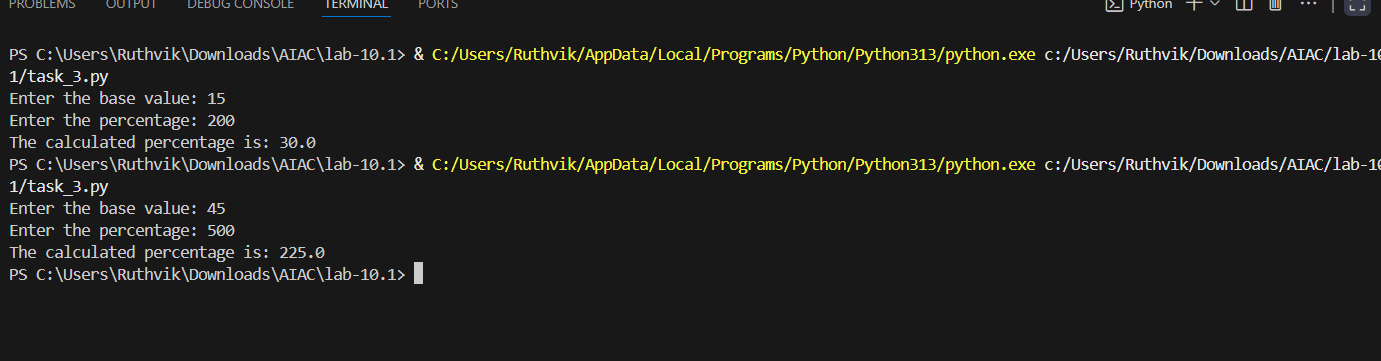 PROBLEMS OUTPUT DEBUG CONSOLE TERMINAL PORTS Python
PS C:\Users\Ruthvik\Downloads\AIAC\lab-10.1> & C:/Users/Ruthvik/AppData/Local/Programs/Python/Python313/python.exe c:/Users/Ruthvik/Downloads/AIAC/lab-10
1/task_3.py
Enter the base value: 15
Enter the percentage: 200
The calculated percentage is: 30.0
PS C:\Users\Ruthvik\Downloads\AIAC\lab-10.1> & C:/Users/Ruthvik/AppData/Local/Programs/Python/Python313/python.exe c:/Users/Ruthvik/Downloads/AIAC/lab-10
1/task_3.py
Enter the base value: 45
Enter the percentage: 500
The calculated percentage is: 225.0
PS C:\Users\Ruthvik\Downloads\AIAC\lab-10.1>